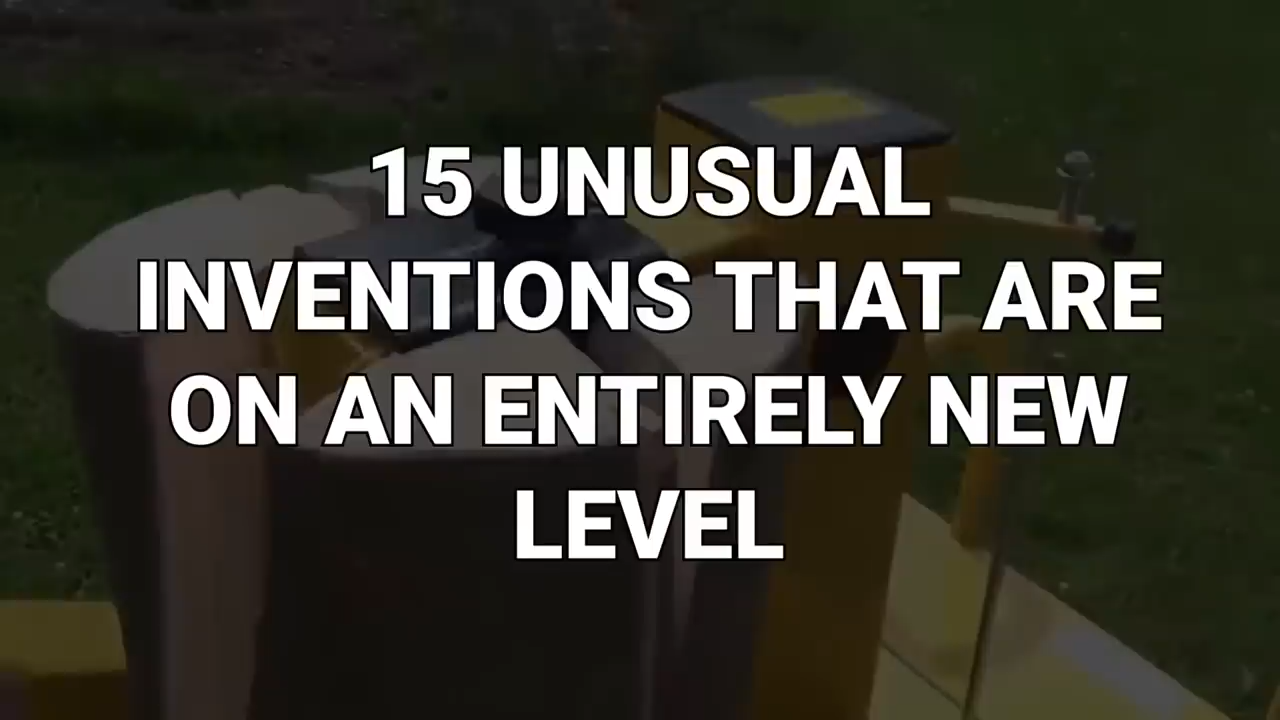 15 UNUSUAL
INVENTIONS THAT ARE
ON AN ENTIRELY NEW
LEVEL